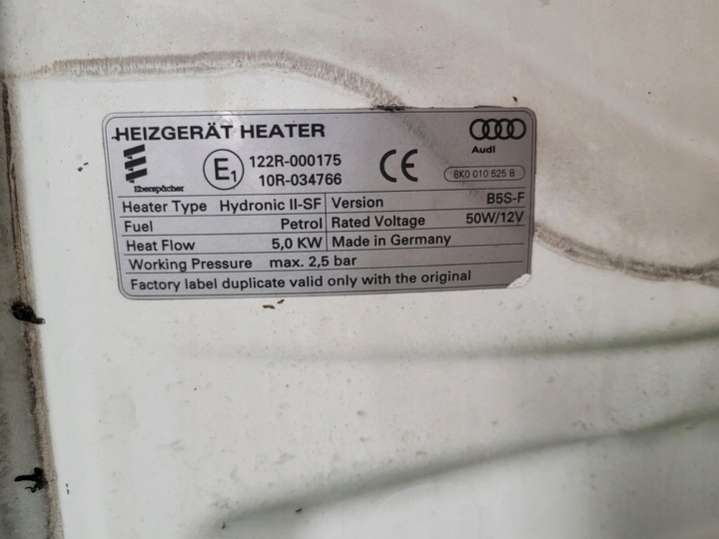 HEIZGERÄT HEATER
Audi
Eberspächer
E1
122R-000175
10R-034766
CE
8K0 010 525 B
Heater Type Hydronic II-SF Version B5S-F
Fuel Petrol Rated Voltage 50W/12V
Heat Flow 5,0 KW Made in Germany
Working Pressure max. 2,5 bar
Factory label duplicate valid only with the original